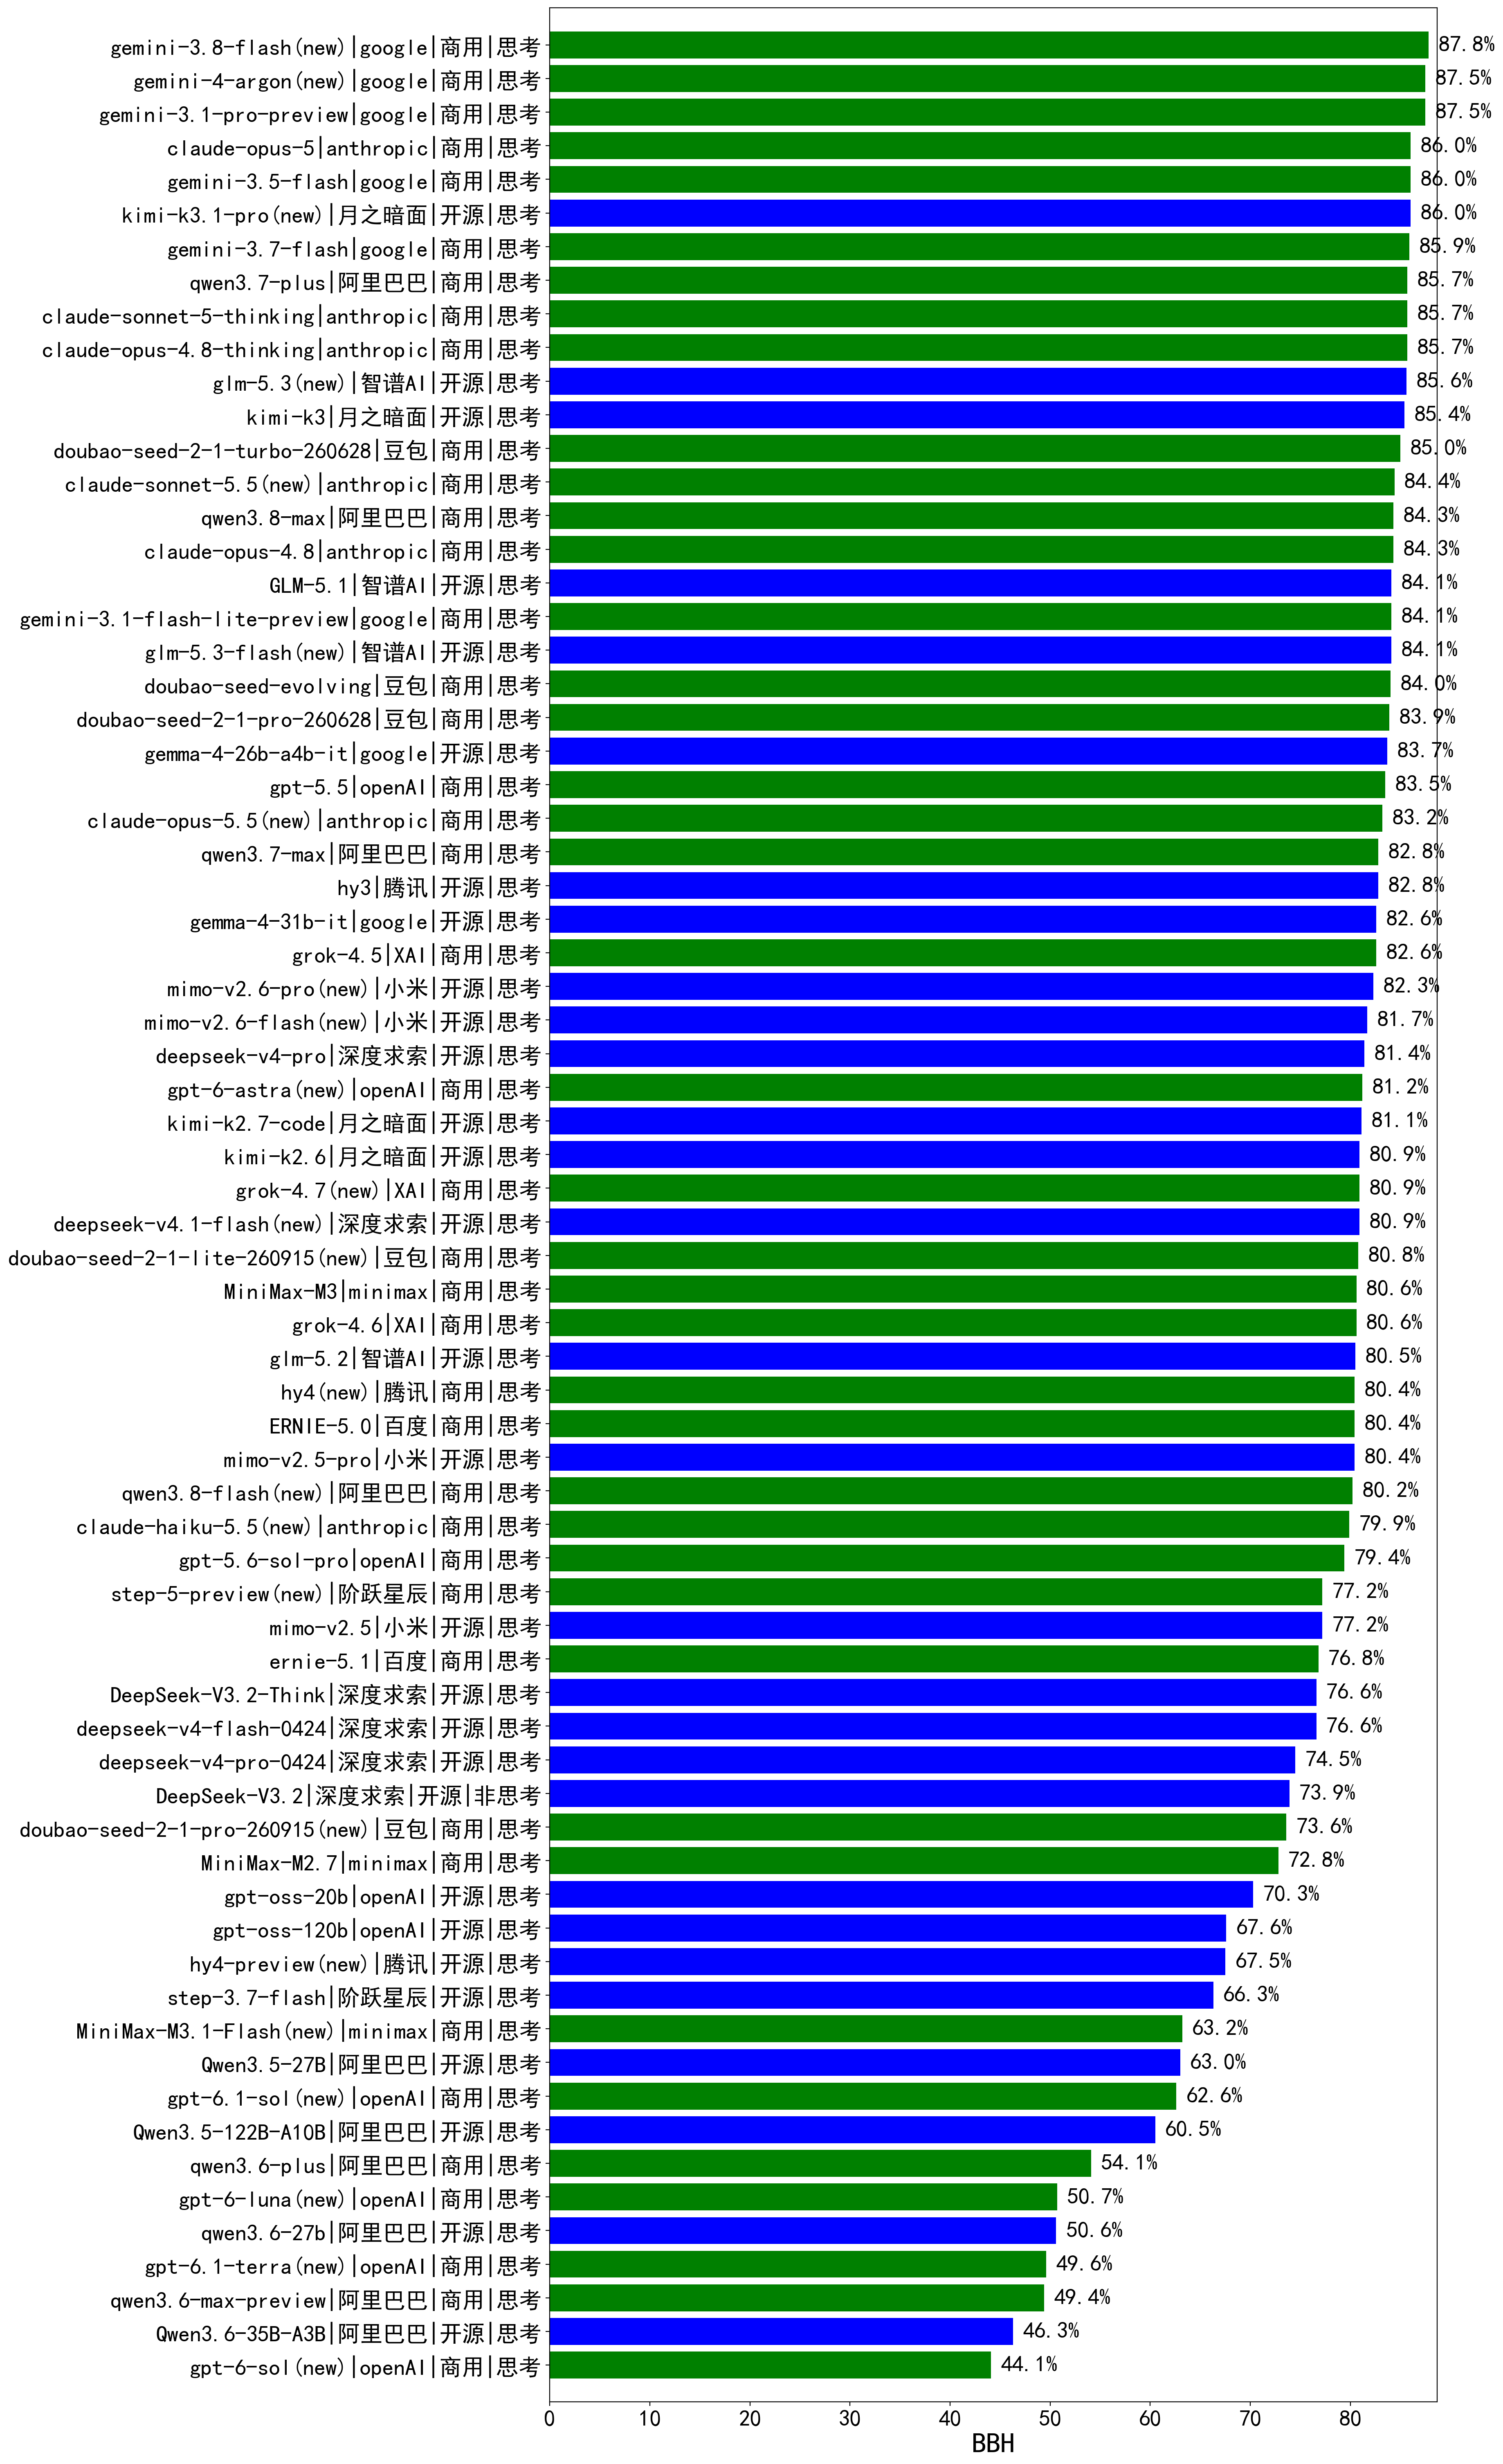 gemini-3.8-flash(new)|google|商用|思考 87.8%
gemini-4-argon(new)|google|商用|思考 87.5%
gemini-3.1-pro-preview|google|商用|思考 87.5%
claude-opus-5|anthropic|商用|思考 86.0%
gemini-3.5-flash|google|商用|思考 86.0%
kimi-k3.1-pro(new)|月之暗面|开源|思考 86.0%
gemini-3.7-flash|google|商用|思考 85.9%
qwen3.7-plus|阿里巴巴|商用|思考 85.7%
claude-sonnet-5-thinking|anthropic|商用|思考 85.7%
claude-opus-4.8-thinking|anthropic|商用|思考 85.7%
glm-5.3(new)|智谱AI|开源|思考 85.6%
kimi-k3|月之暗面|开源|思考 85.4%
doubao-seed-2-1-turbo-260628|豆包|商用|思考 85.0%
claude-sonnet-5.5(new)|anthropic|商用|思考 84.4%
qwen3.8-max|阿里巴巴|商用|思考 84.3%
claude-opus-4.8|anthropic|商用|思考 84.3%
GLM-5.1|智谱AI|开源|思考 84.1%
gemini-3.1-flash-lite-preview|google|商用|思考 84.1%
glm-5.3-flash(new)|智谱AI|开源|思考 84.1%
doubao-seed-evolving|豆包|商用|思考 84.0%
doubao-seed-2-1-pro-260628|豆包|商用|思考 83.9%
gemma-4-26b-a4b-it|google|开源|思考 83.7%
gpt-5.5|openAI|商用|思考 83.5%
claude-opus-5.5(new)|anthropic|商用|思考 83.2%
qwen3.7-max|阿里巴巴|商用|思考 82.8%
hy3|腾讯|开源|思考 82.8%
gemma-4-31b-it|google|开源|思考 82.6%
grok-4.5|XAI|商用|思考 82.6%
mimo-v2.6-pro(new)|小米|开源|思考 82.3%
mimo-v2.6-flash(new)|小米|开源|思考 81.7%
deepseek-v4-pro|深度求索|开源|思考 81.4%
gpt-6-astra(new)|openAI|商用|思考 81.2%
kimi-k2.7-code|月之暗面|开源|思考 81.1%
kimi-k2.6|月之暗面|开源|思考 80.9%
grok-4.7(new)|XAI|商用|思考 80.9%
deepseek-v4.1-flash(new)|深度求索|开源|思考 80.9%
doubao-seed-2-1-lite-260915(new)|豆包|商用|思考 80.8%
MiniMax-M3|minimax|商用|思考 80.6%
grok-4.6|XAI|商用|思考 80.6%
glm-5.2|智谱AI|开源|思考 80.5%
hy4(new)|腾讯|商用|思考 80.4%
ERNIE-5.0|百度|商用|思考 80.4%
mimo-v2.5-pro|小米|开源|思考 80.4%
qwen3.8-flash(new)|阿里巴巴|商用|思考 80.2%
claude-haiku-5.5(new)|anthropic|商用|思考 79.9%
gpt-5.6-sol-pro|openAI|商用|思考 79.4%
step-5-preview(new)|阶跃星辰|商用|思考 77.2%
mimo-v2.5|小米|开源|思考 77.2%
ernie-5.1|百度|商用|思考 76.8%
DeepSeek-V3.2-Think|深度求索|开源|思考 76.6%
deepseek-v4-flash-0424|深度求索|开源|思考 76.6%
deepseek-v4-pro-0424|深度求索|开源|思考 74.5%
DeepSeek-V3.2|深度求索|开源|非思考 73.9%
doubao-seed-2-1-pro-260915(new)|豆包|商用|思考 73.6%
MiniMax-M2.7|minimax|商用|思考 72.8%
gpt-oss-20b|openAI|开源|思考 70.3%
gpt-oss-120b|openAI|开源|思考 67.6%
hy4-preview(new)|腾讯|开源|思考 67.5%
step-3.7-flash|阶跃星辰|开源|思考 66.3%
MiniMax-M3.1-Flash(new)|minimax|商用|思考 63.2%
Qwen3.5-27B|阿里巴巴|开源|思考 63.0%
gpt-6.1-sol(new)|openAI|商用|思考 62.6%
Qwen3.5-122B-A10B|阿里巴巴|开源|思考 60.5%
qwen3.6-plus|阿里巴巴|商用|思考 54.1%
gpt-6-luna(new)|openAI|商用|思考 50.7%
qwen3.6-27b|阿里巴巴|开源|思考 50.6%
gpt-6.1-terra(new)|openAI|商用|思考 49.6%
qwen3.6-max-preview|阿里巴巴|商用|思考 49.4%
Qwen3.6-35B-A3B|阿里巴巴|开源|思考 46.3%
gpt-6-sol(new)|openAI|商用|思考 44.1%
0 10 20 30 40 50 60 70 80
BBH